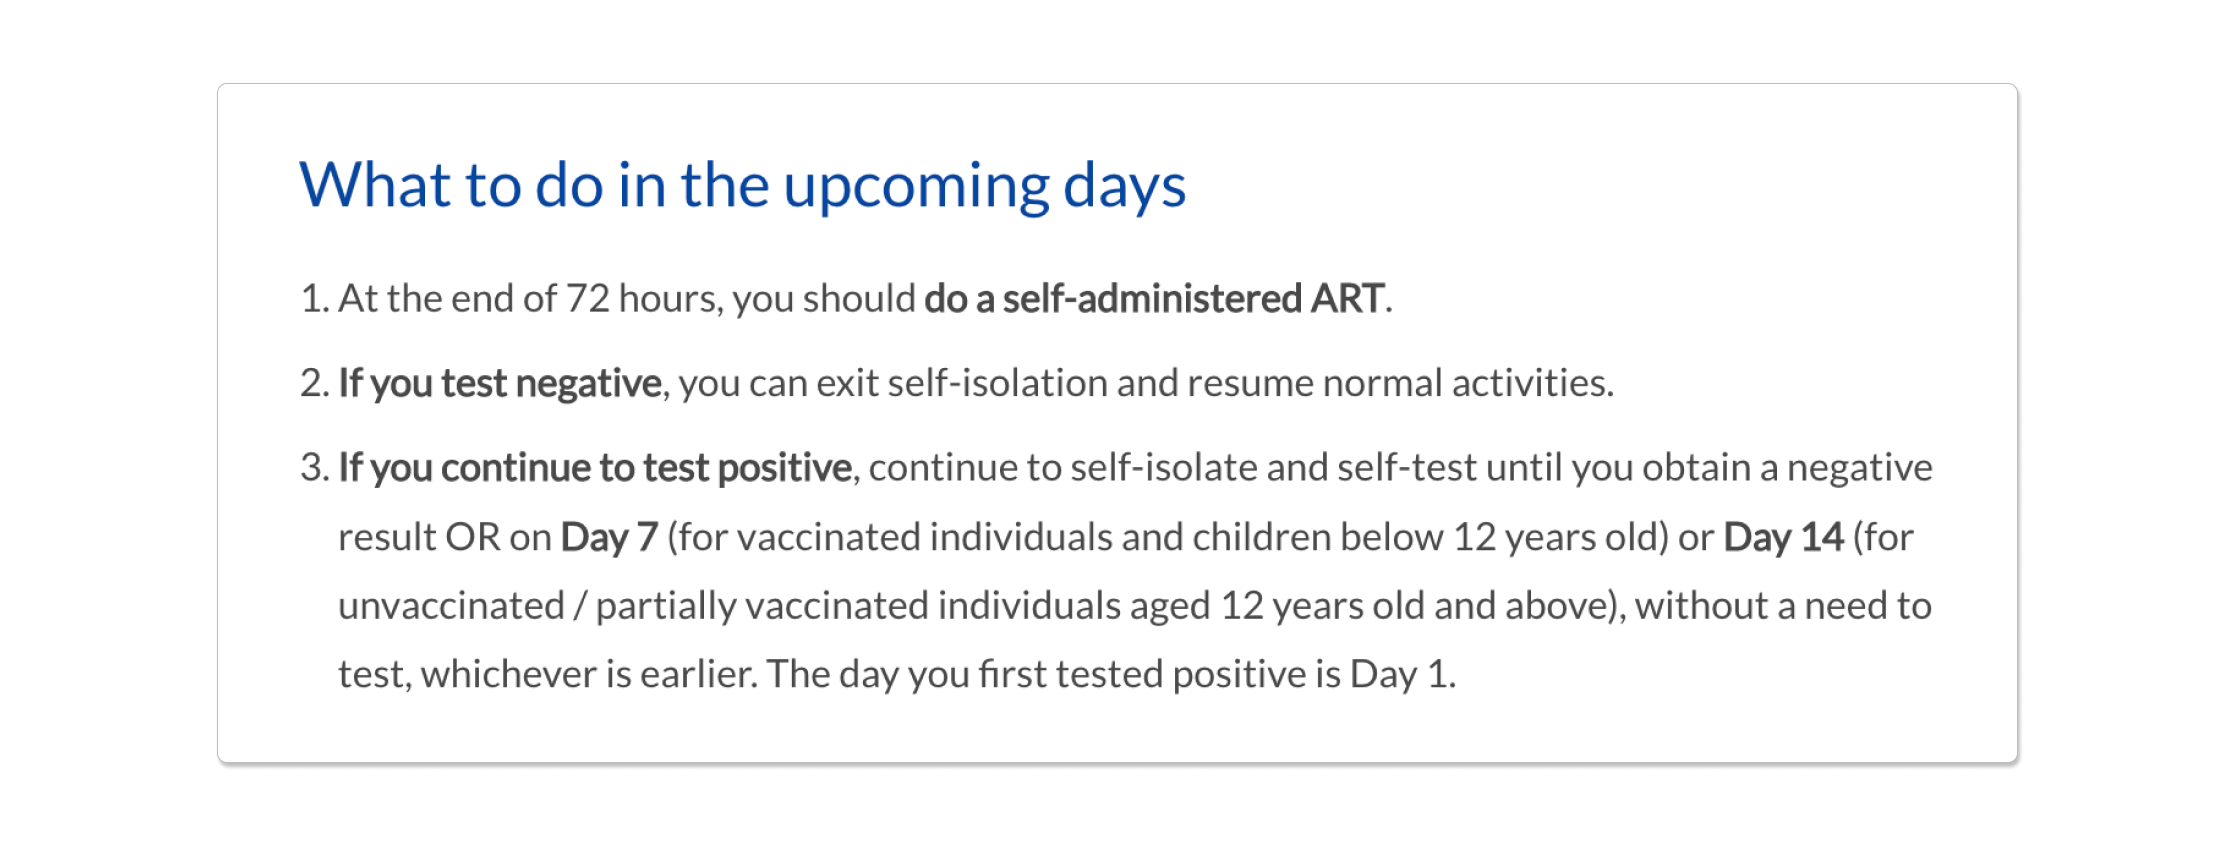 What to do in the upcoming days
1. At the end of 72 hours, you should do a self-administered ART.
2. If you test negative, you can exit self-isolation and resume normal activities.
3. If you continue to test positive, continue to self-isolate and self-test until you obtain a negative
result OR on Day 7 (for vaccinated individuals and children below 12 years old) or Day 14 (for
unvaccinated / partially vaccinated individuals aged 12 years old and above), without a need to
test, whichever is earlier. The day you first tested positive is Day 1.